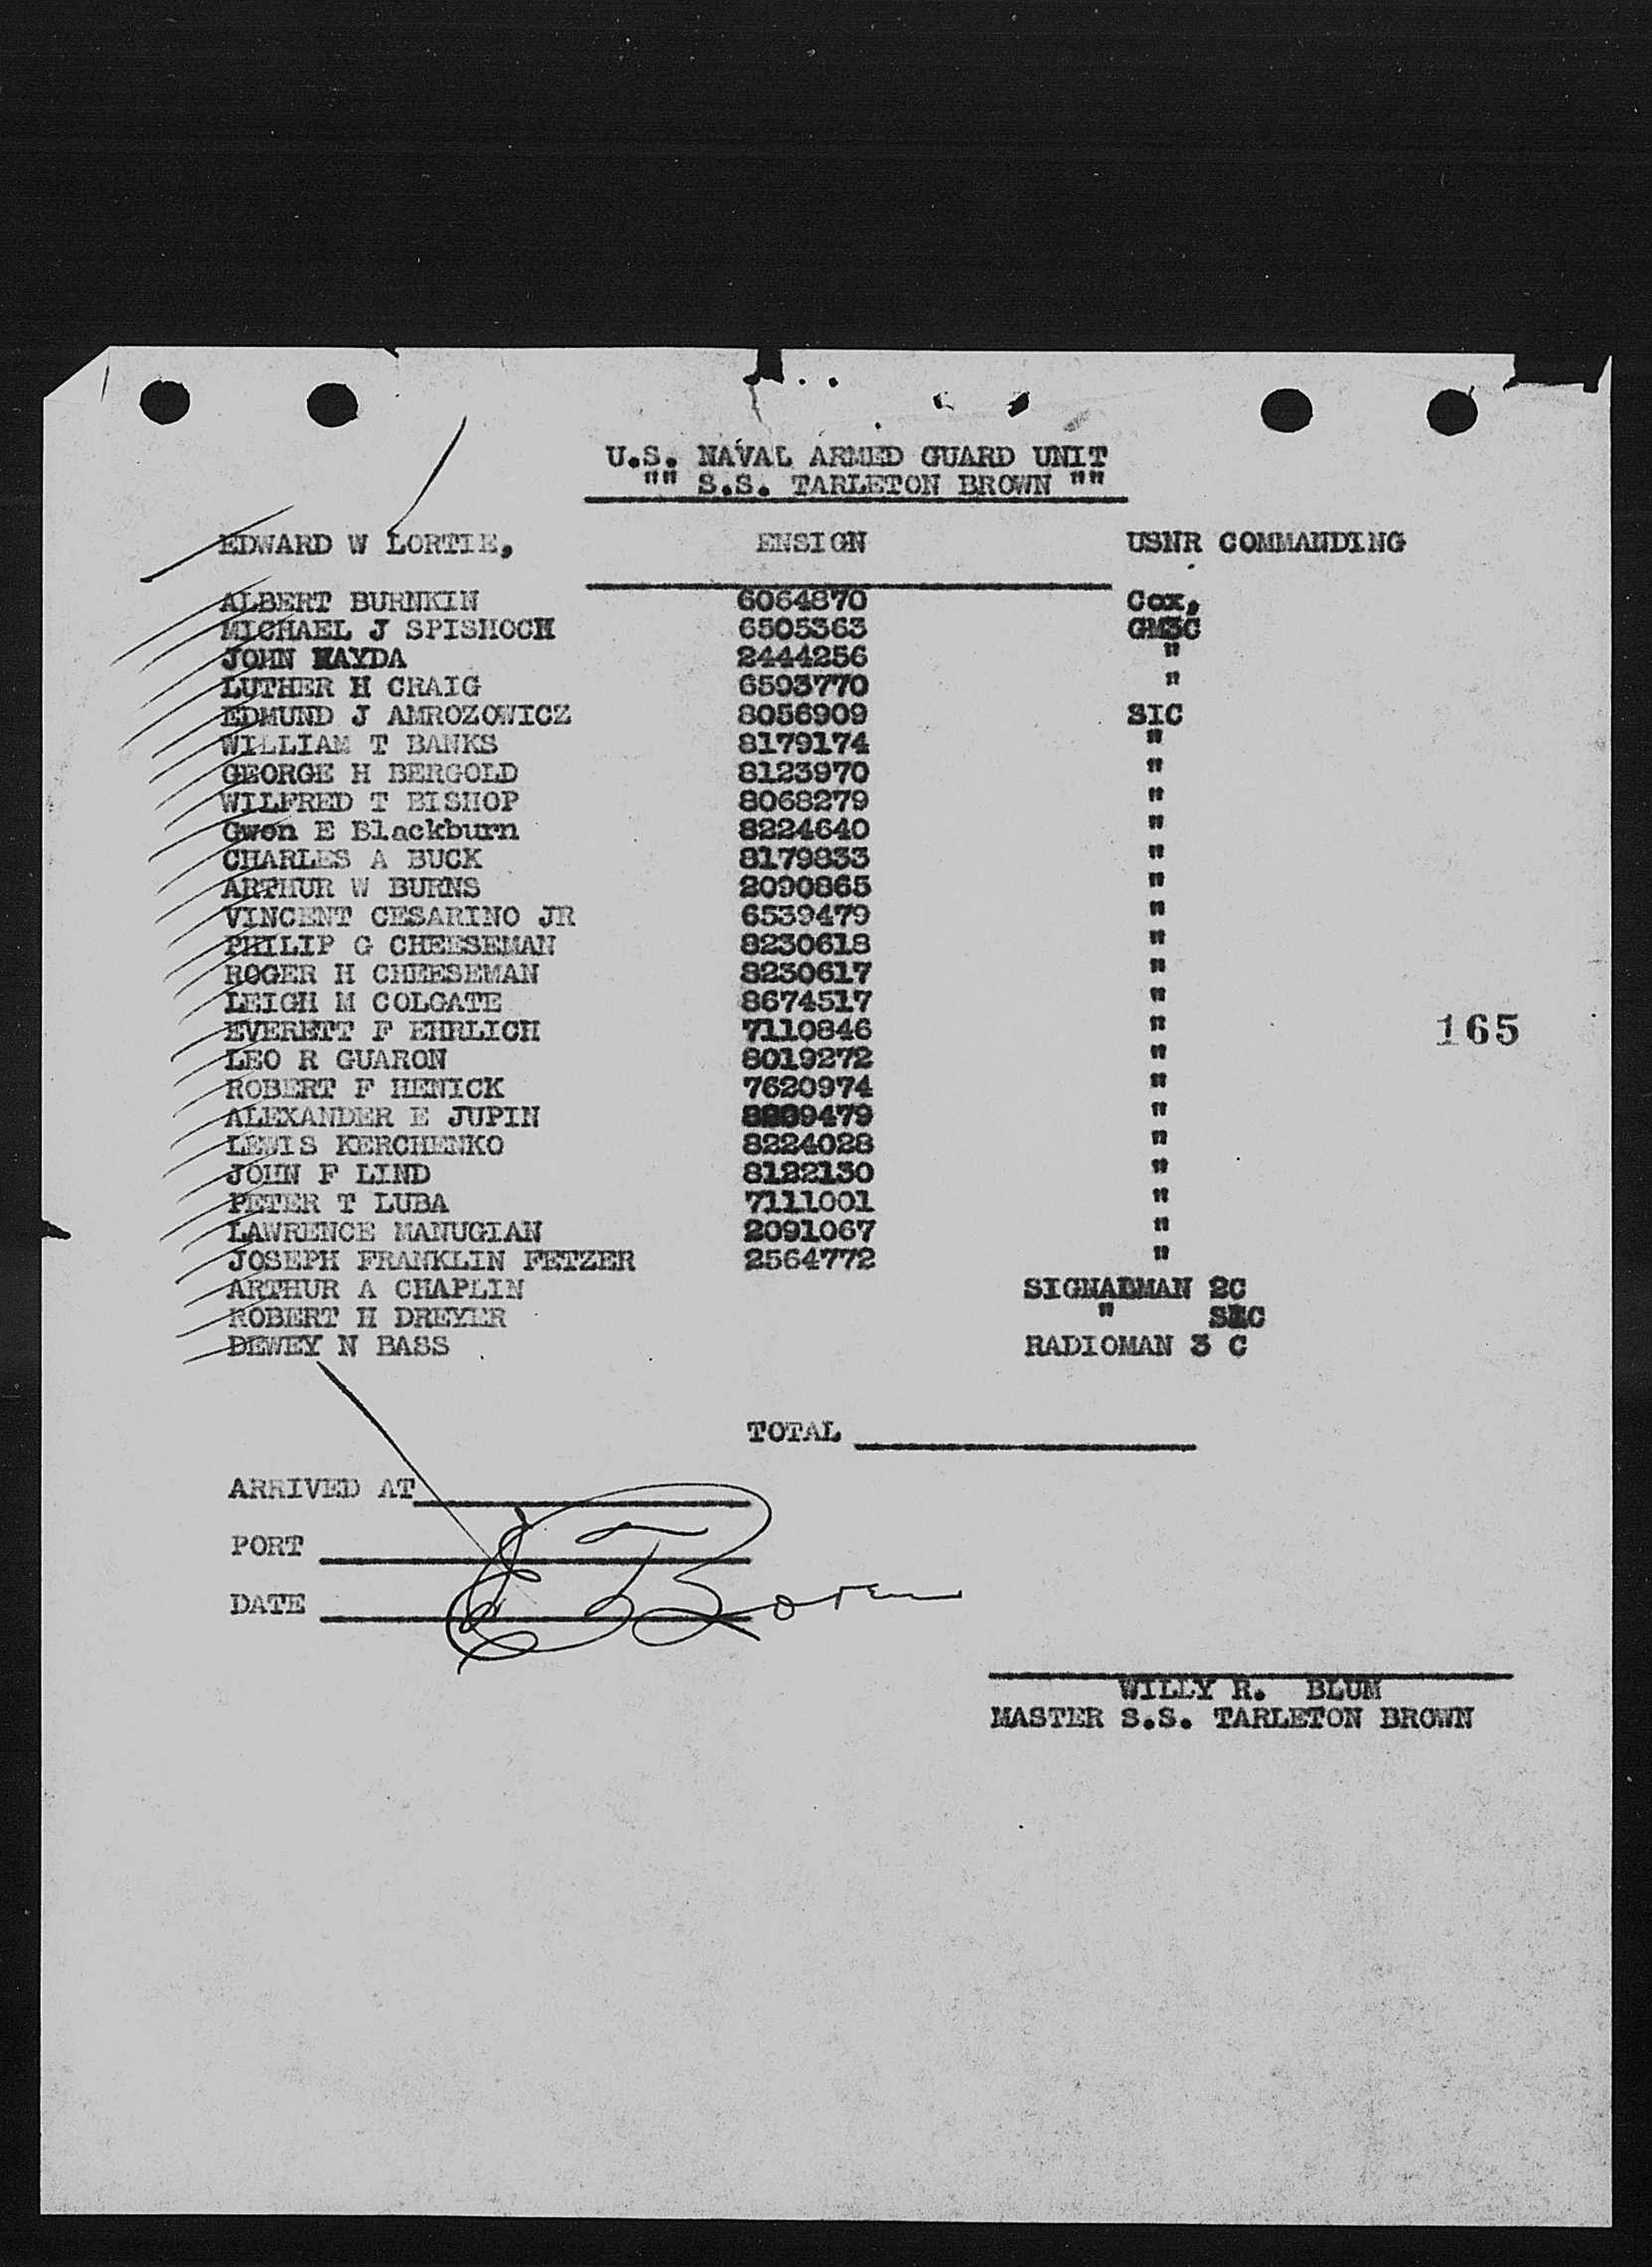 U.S. NAVAL ARMED GUARD UNIT
"" S.S. TARLETON BROWN ""
EDWARD W LORTIE, ENSIGN USNR COMMANDING
ALBERT BURNKIN 6064870 Cox,
MICHAEL J SPISHOCK 6505363 GM3C
JOHN MAYDA 2444256 "
LUTHER H CRAIG 6593770 "
EDMUND J AMROZOWICZ 8056909 SIC
WILLIAM T BANKS 8179174 "
GEORGE H BERGOLD 8123970 "
WILFRED T BISHOP 8068279 "
Gwen E Blackburn 8224640 "
CHARLES A BUCK 8179833 "
ARTHUR W BURNS 2090865 "
VINCENT CESARINO JR 6539479 "
PHILIP G CHEESEMAN 8230618 "
ROGER H CHEESEMAN 8230617 "
LEIGH M COLGATE 8674517 "
EVERETT F EHRLICH 7110846 "
165
LEO R GUARON 8019272 "
ROBERT F HENICK 7620974 "
ALEXANDER E JUPIN "
LEWIS KERCHENKO 8224028 "
JOHN F LIND 8122130 "
PETER T LUBA 7111001 "
LAWRENCE MANUGIAN 2091067 "
JOSEPH FRANKLIN FETZER 2564772 "
ARTHUR A CHAPLIN SIGNALMAN 2C
ROBERT H DREYER "
DEWEY N BASS RADIOMAN 3 C
TOTAL
ARRIVED AT
PORT
DATE
WILLY R. BLUM
MASTER S.S. TARLETON BROWN